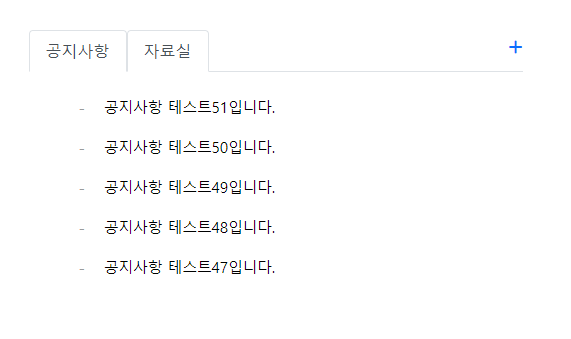 공지사항 자료실 +
- 공지사항 테스트51입니다.
- 공지사항 테스트50입니다.
- 공지사항 테스트49입니다.
- 공지사항 테스트48입니다.
- 공지사항 테스트47입니다.